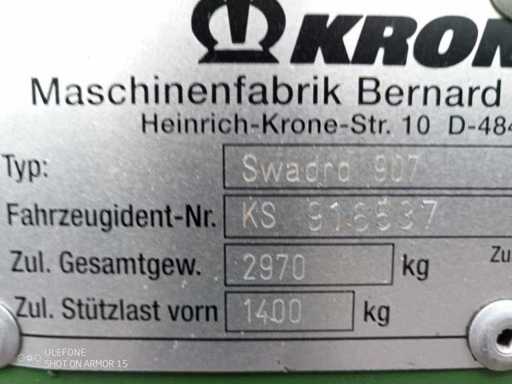 KRON
Maschinenfabrik Bernard
Heinrich-Krone-Str. 10 D-484
Typ: Swadro 907
Fahrzeugident-Nr. KS 916537
Zul. Gesamtgew. 2970 kg Zu
Zul. Stützlast vorn 1400 kg
ULEFONE
SHOT ON ARMOR 15